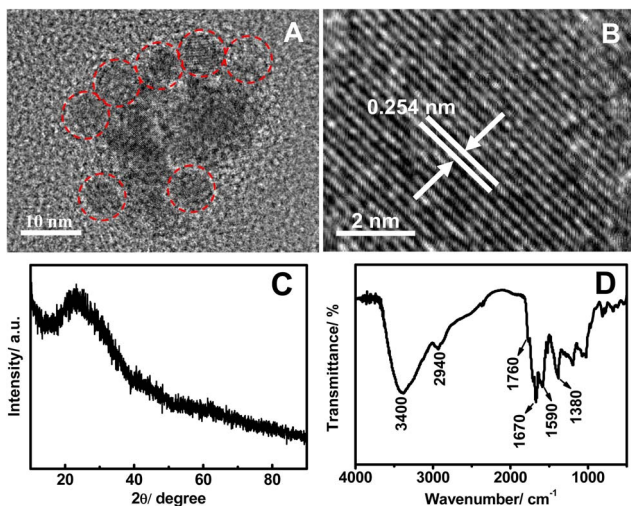 A
10 nm
B
0.254 nm
2 nm
C
Intensity/ a.u.
20 40 60 80
2θ/ degree
D
Transmittance/ %
3400
2940
1760
1670
1590
1380
4000 3000 2000 1000
Wavenumber/ cm⁻¹